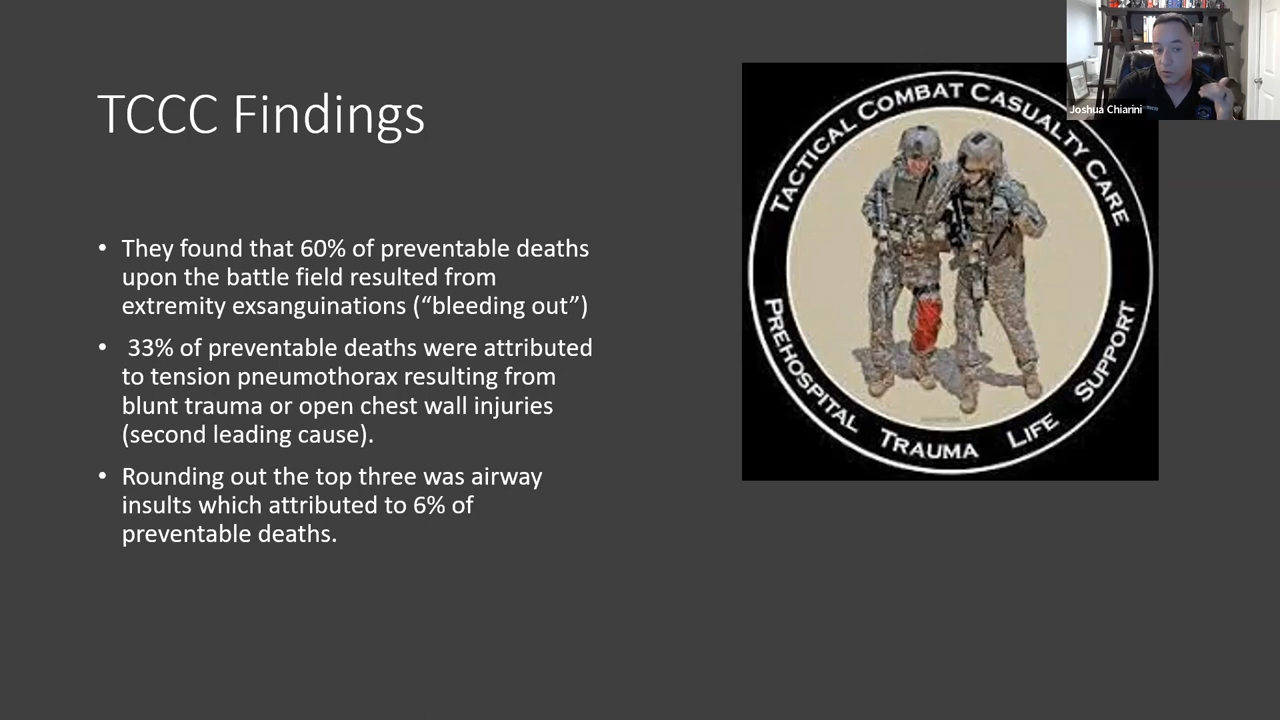 TCCC Findings
• They found that 60% of preventable deaths
upon the battle field resulted from
extremity exsanguinations (“bleeding out”)
• 33% of preventable deaths were attributed
to tension pneumothorax resulting from
blunt trauma or open chest wall injuries
(second leading cause).
• Rounding out the top three was airway
insults which attributed to 6% of
preventable deaths.
TACTICAL COMBAT CASUALTY CARE
PREHOSPITAL TRAUMA LIFE SUPPORT
Joshua Chiarini